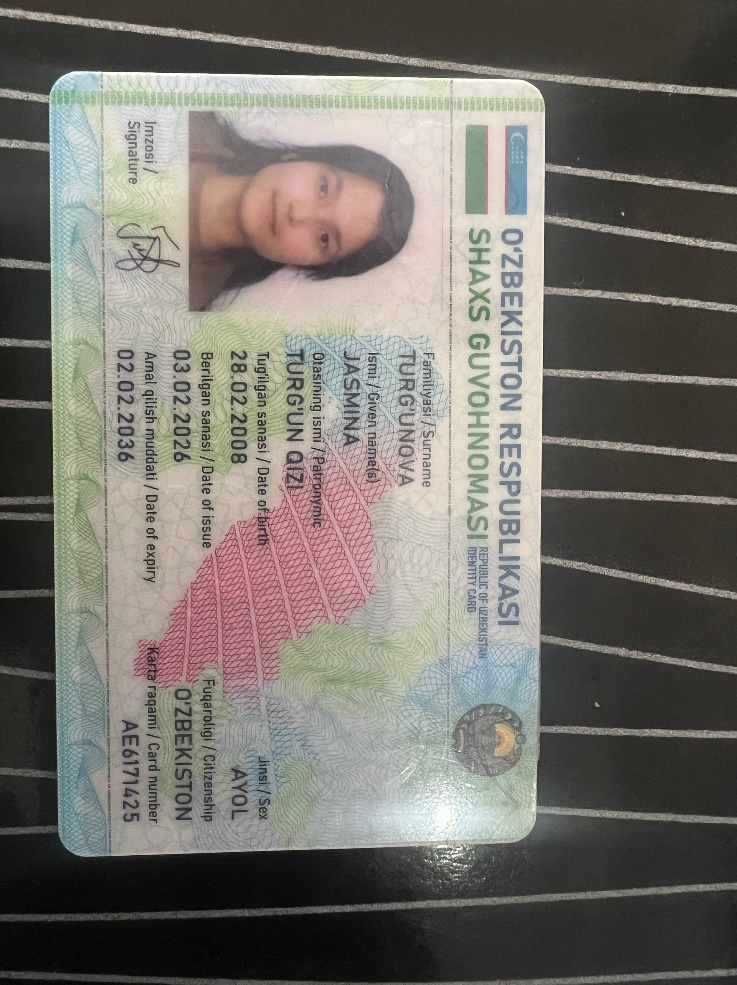 O'ZBEKISTON RESPUBLIKASI
SHAXS GUVOHNOMASI
REPUBLIC OF UZBEKISTAN
IDENTITY CARD
Familiyasi / Surname
TURG'UNOVA
Ismi / Given name(s)
JASMINA
Otasining ismi / Patronymic
TURG'UN QIZI
Tug'ilgan sanasi / Date of birth
28.02.2008
Jinsi / Sex
AYOL
Berilgan sanasi / Date of issue
03.02.2026
Fuqaroligi / Citizenship
O'ZBEKISTON
Amal qilish muddati / Date of expiry
02.02.2036
Karta raqami / Card number
AE6171425
Imzosi /
Signature